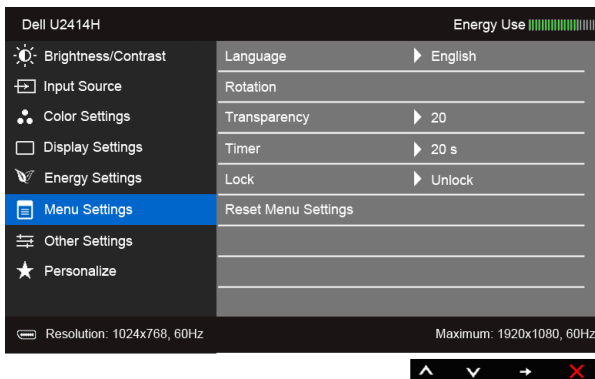 Dell U2414H Energy Use
Brightness/Contrast Language English
Input Source Rotation
Color Settings Transparency 20
Display Settings Timer 20 s
Energy Settings Lock Unlock
Menu Settings Reset Menu Settings
Other Settings
Personalize
Resolution: 1024x768, 60Hz Maximum: 1920x1080, 60Hz